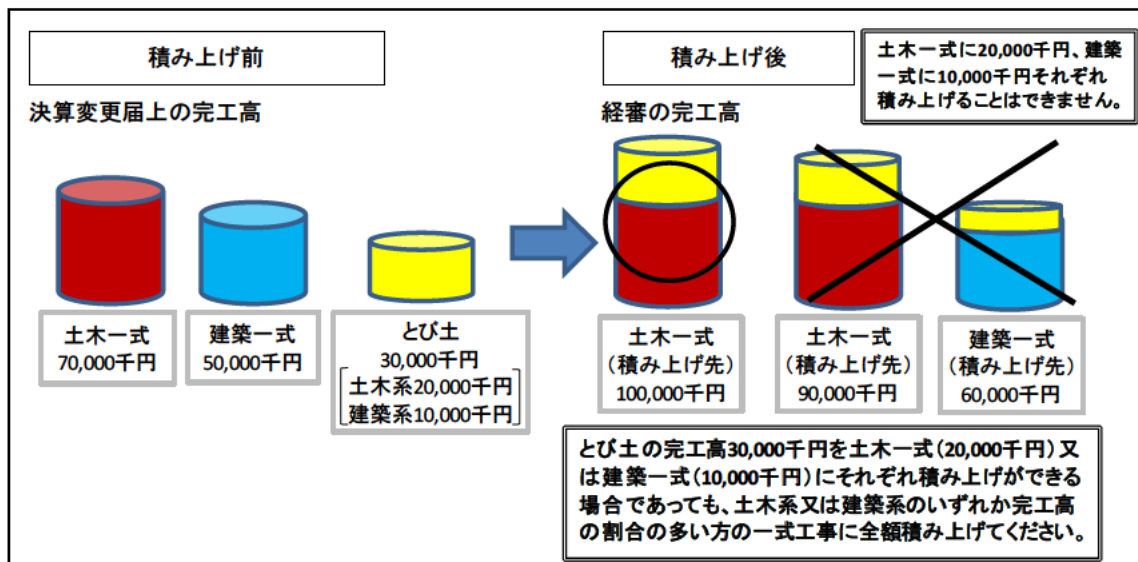 積み上げ前
決算変更届上の完工高
土木一式
70,000千円
建築一式
50,000千円
とび土
30,000千円
土木系20,000千円
建築系10,000千円
積み上げ後
経審の完工高
土木一式に20,000千円、建築
一式に10,000千円それぞれ
積み上げることはできません。
土木一式
(積み上げ先)
100,000千円
土木一式
(積み上げ先)
90,000千円
建築一式
(積み上げ先)
60,000千円
とび土の完工高30,000千円を土木一式(20,000千円)又
は建築一式(10,000千円)にそれぞれ積み上げができる
場合であっても、土木系又は建築系のいずれか完工高
の割合の多い方の一式工事に全額積み上げてください。